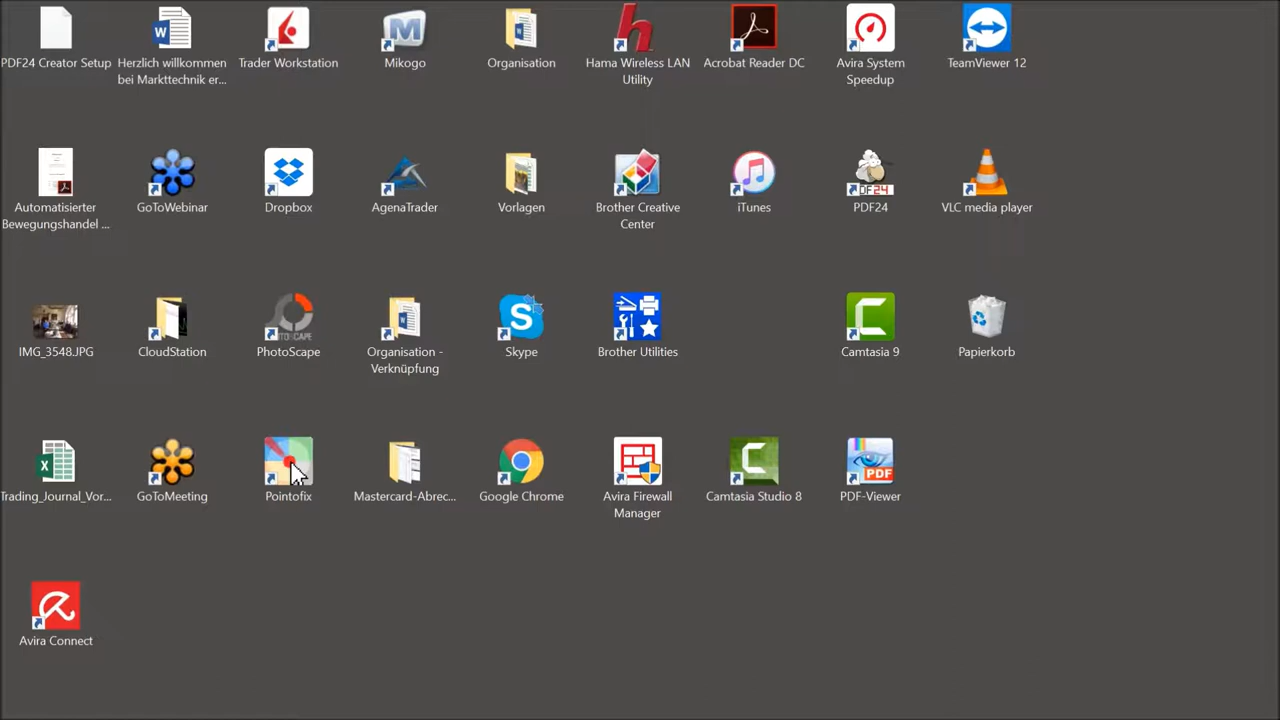 PDF24 Creator Setup
Herzlich willkommen
bei Markttechnik er...
Trader Workstation
Mikogo
Organisation
Hama Wireless LAN
Utility
Acrobat Reader DC
Avira System
Speedup
TeamViewer 12
Automatisierter
Bewegungshandel ...
GoToWebinar
Dropbox
AgenaTrader
Vorlagen
Brother Creative
Center
iTunes
PDF24
VLC media player
IMG_3548.JPG
CloudStation
PhotoScape
Organisation -
Verknüpfung
Skype
Brother Utilities
Camtasia 9
Papierkorb
Trading_Journal_Vor...
GoToMeeting
Pointofix
Mastercard-Abrec...
Google Chrome
Avira Firewall
Manager
Camtasia Studio 8
PDF
PDF-Viewer
Avira Connect